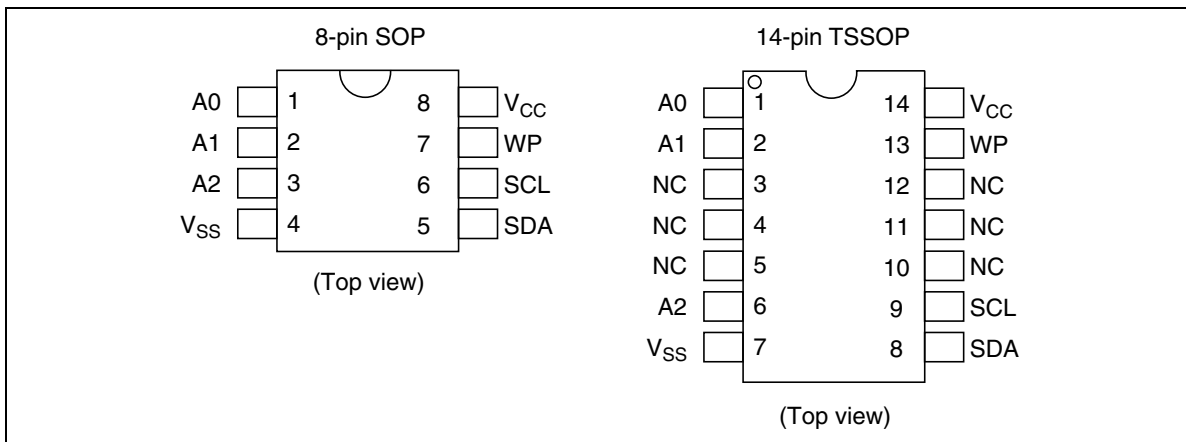 8-pin SOP
A0 1 8 VCC
A1 2 7 WP
A2 3 6 SCL
VSS 4 5 SDA
(Top view)
14-pin TSSOP
A0 1 14 VCC
A1 2 13 WP
NC 3 12 NC
NC 4 11 NC
NC 5 10 NC
A2 6 9 SCL
VSS 7 8 SDA
(Top view)